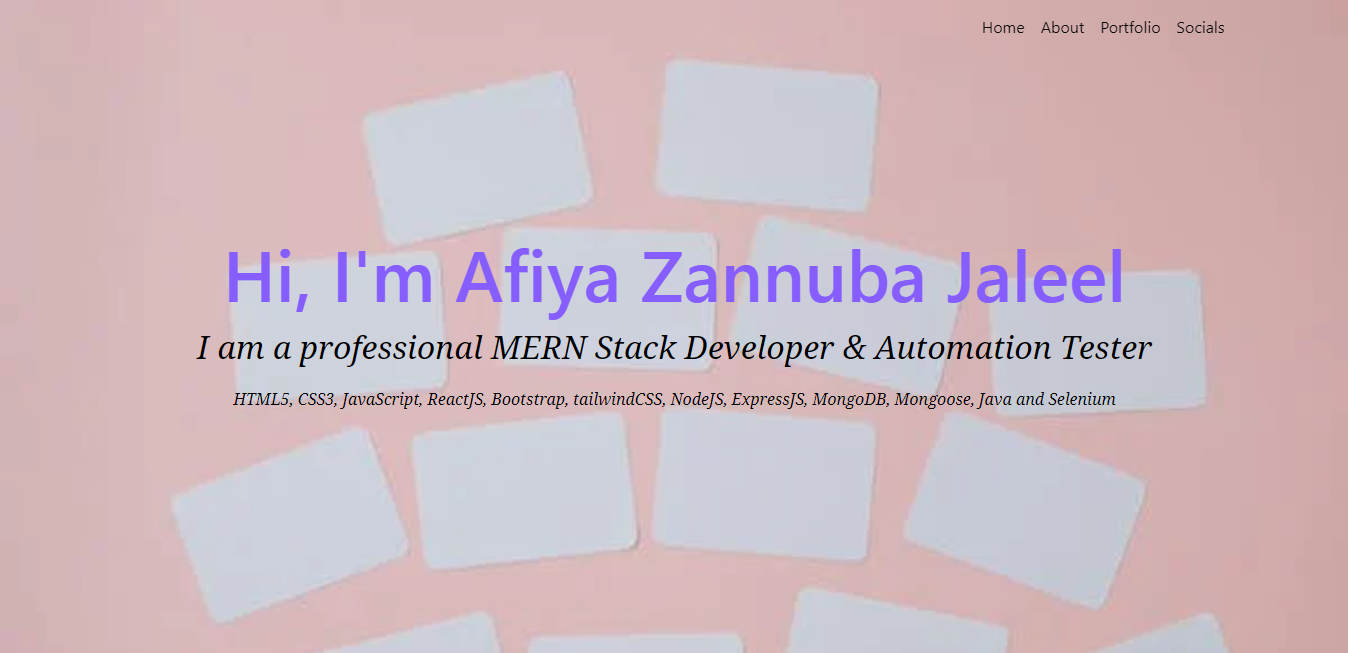 Home About Portfolio Socials
Hi, I'm Afiya Zannuba Jaleel
I am a professional MERN Stack Developer & Automation Tester
HTML5, CSS3, JavaScript, ReactJS, Bootstrap, tailwindCSS, NodeJS, ExpressJS, MongoDB, Mongoose, Java and Selenium